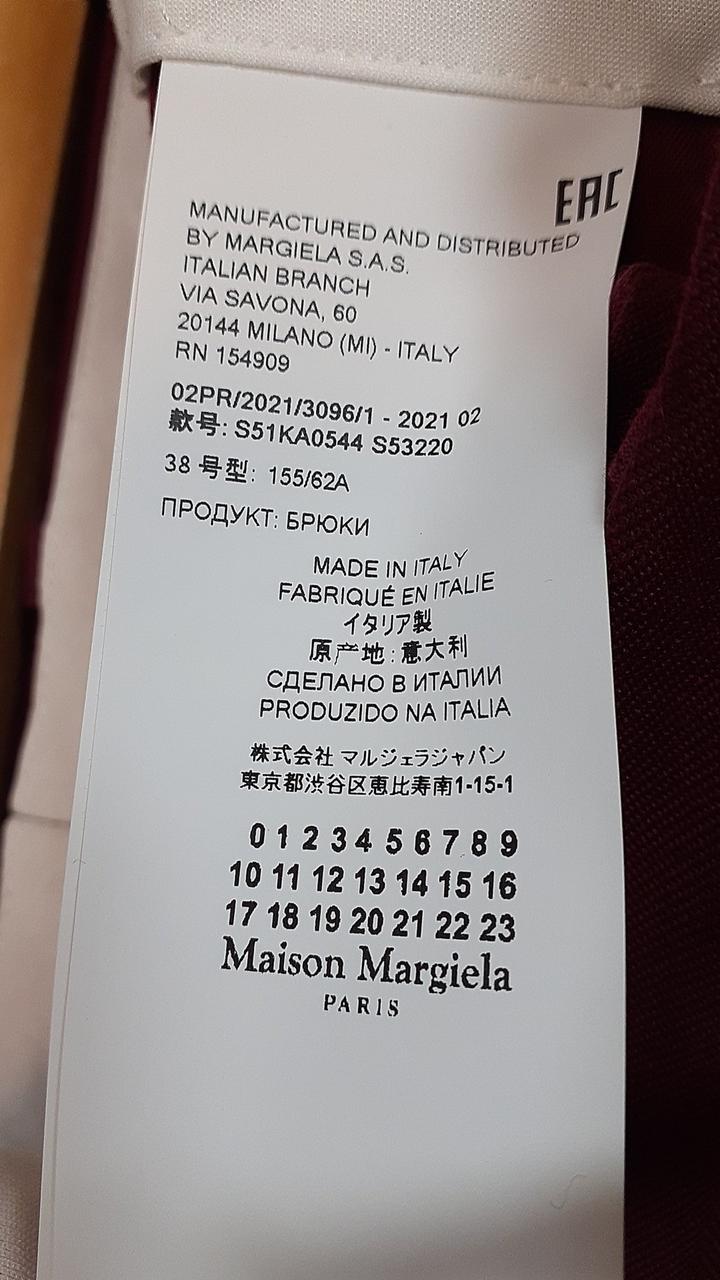 EAC
MANUFACTURED AND DISTRIBUTED
BY MARGIELA S.A.S.
ITALIAN BRANCH
VIA SAVONA, 60
20144 MILANO (MI) - ITALY
RN 154909
02PR/2021/3096/1 - 2021 02
款号: S51KA0544 S53220
38 号型: 155/62A
ПРОДУКТ: БРЮКИ
MADE IN ITALY
FABRIQUÉ EN ITALIE
イタリア製
原产地:意大利
СДЕЛАНО В ИТАЛИИ
PRODUZIDO NA ITALIA
株式会社 マルジェラジャパン
東京都渋谷区恵比寿南1-15-1
0 1 2 3 4 5 6 7 8 9
10 11 12 13 14 15 16
17 18 19 20 21 22 23
Maison Margiela
PARIS